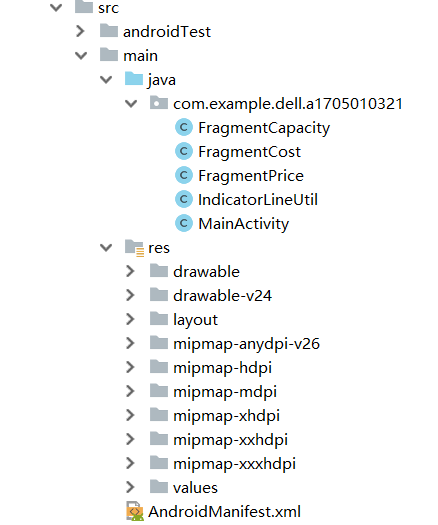 src
androidTest
main
java
com.example.dell.a1705010321
FragmentCapacity
FragmentCost
FragmentPrice
IndicatorLineUtil
MainActivity
res
drawable
drawable-v24
layout
mipmap-anydpi-v26
mipmap-hdpi
mipmap-mdpi
mipmap-xhdpi
mipmap-xxhdpi
mipmap-xxxhdpi
values
AndroidManifest.xml